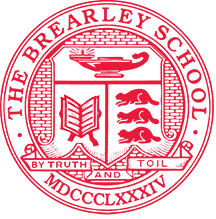 THE BREARLEY SCHOOL
BY TRUTH AND TOIL
MDCCCLXXXIV